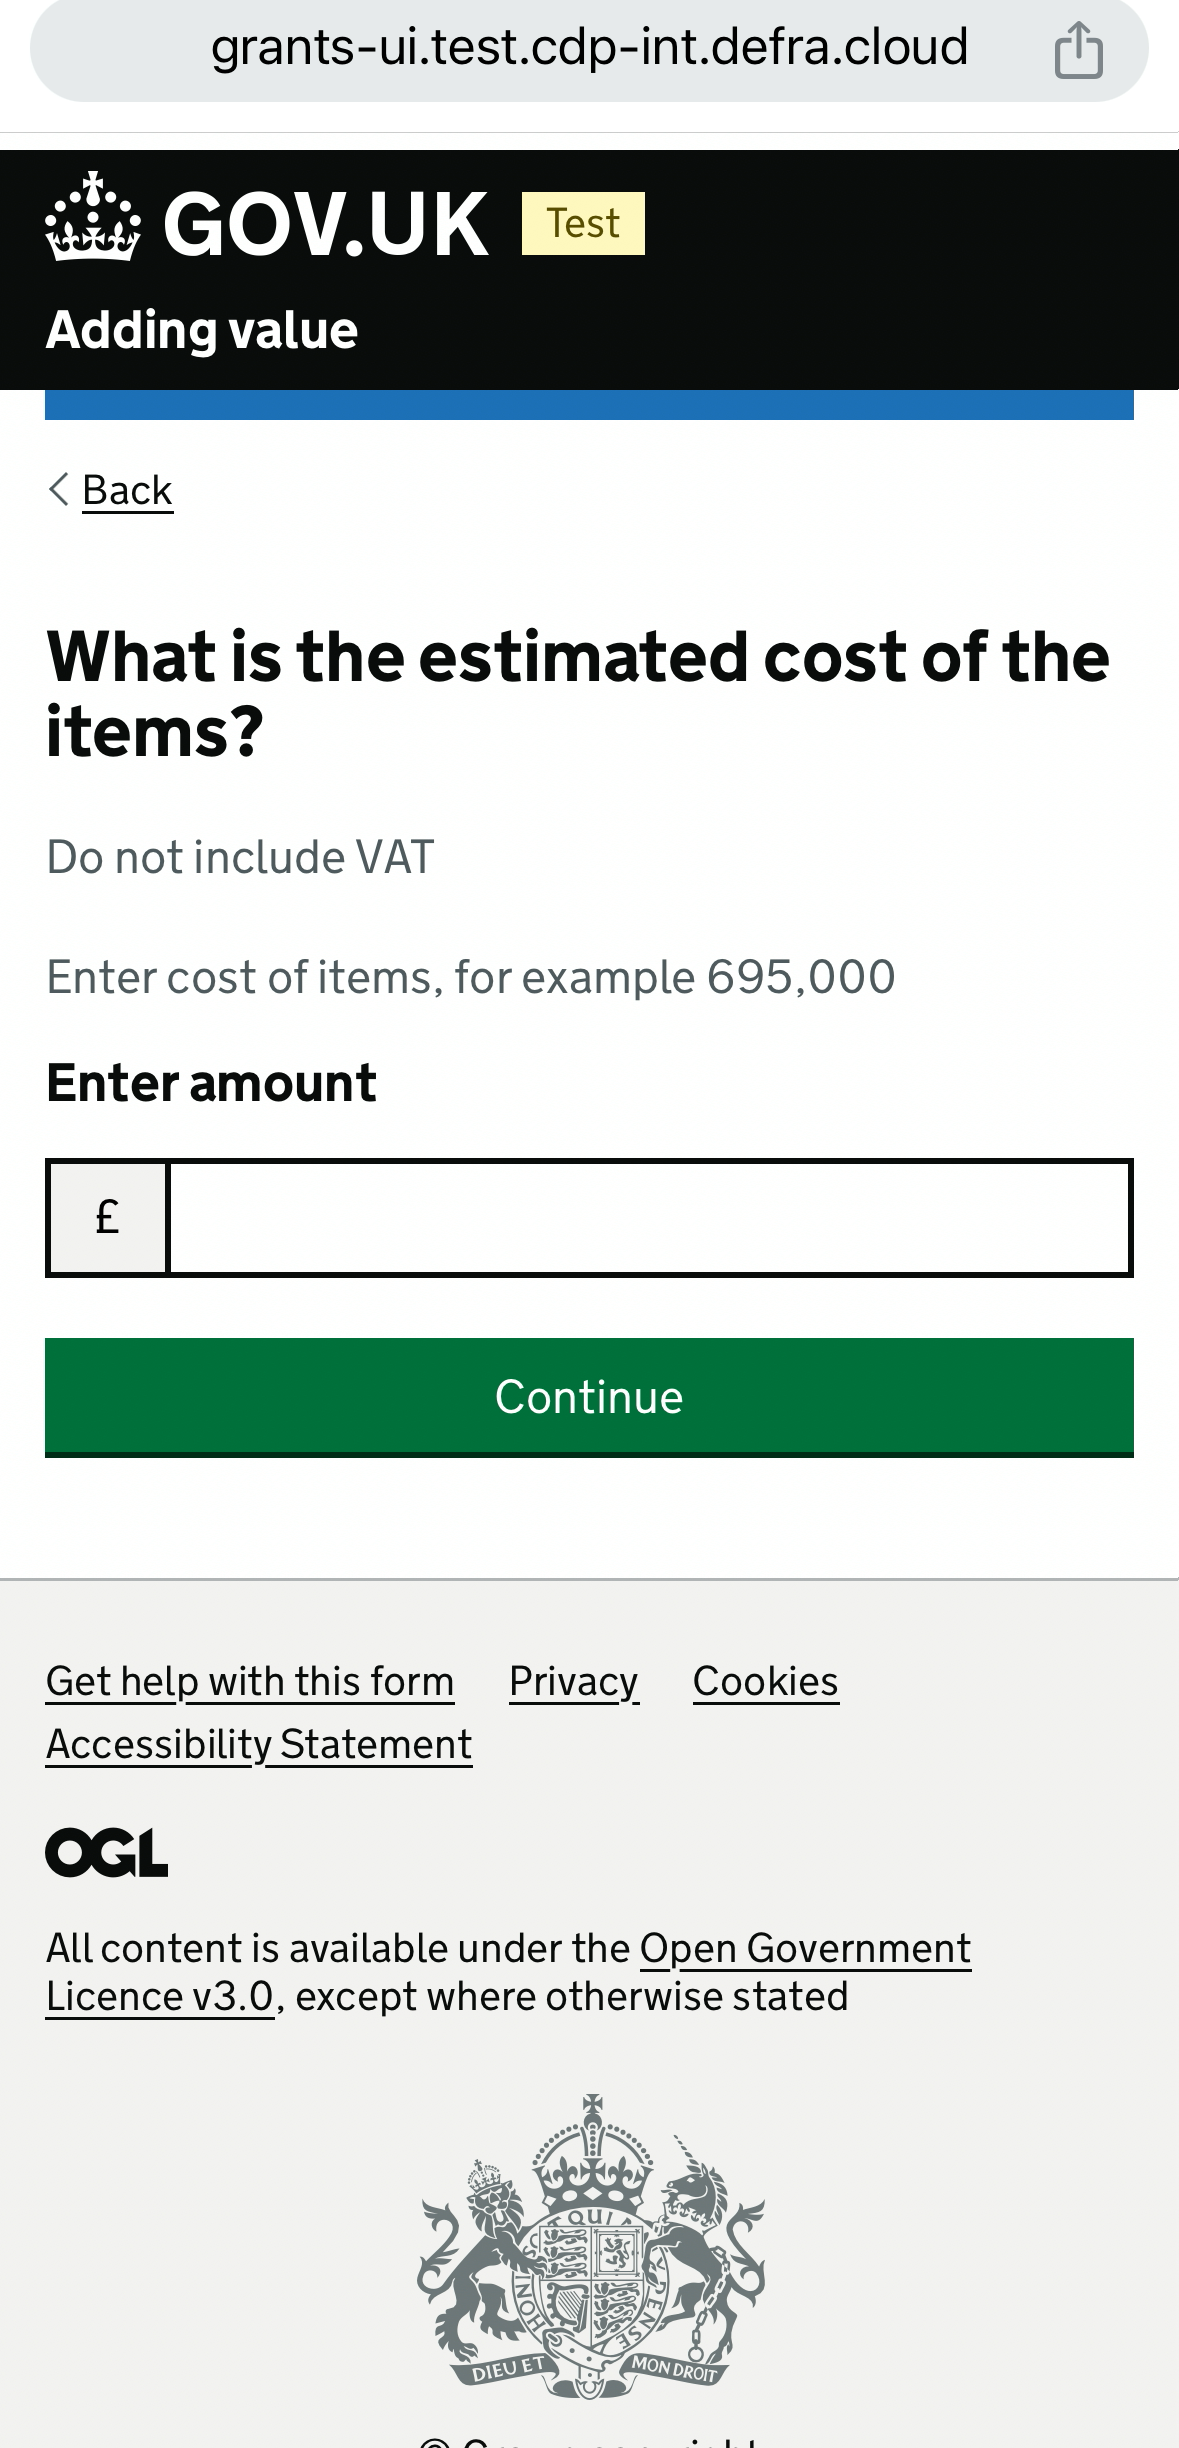 grants-ui.test.cdp-int.defra.cloud
GOV.UK Test
Adding value
Back
What is the estimated cost of the
items?
Do not include VAT
Enter cost of items, for example 695,000
Enter amount
£
Continue
Get help with this form Privacy Cookies
Accessibility Statement
OGL
All content is available under the Open Government
Licence v3.0, except where otherwise stated
DIEU ET MON DROIT
© Crown copyright